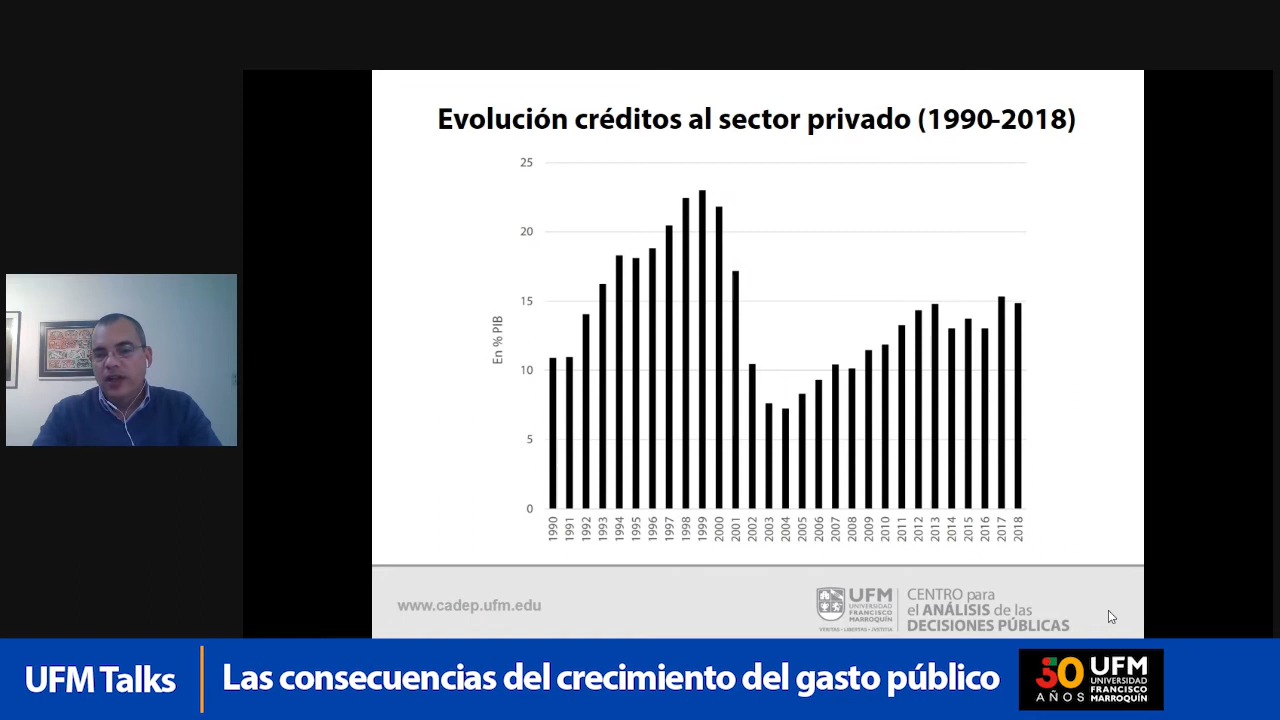 Evolución créditos al sector privado (1990-2018)
25
20
15
10
5
0
En % PIB
1990
1991
1992
1993
1994
1995
1996
1997
1998
1999
2000
2001
2002
2003
2004
2005
2006
2007
2008
2009
2010
2011
2012
2013
2014
2015
2016
2017
2018
www.cadep.ufm.edu
UFM
UNIVERSIDAD
FRANCISCO
MARROQUÍN
VERITAS · LIBERTAS · JUSTITIA
CENTRO para
el ANÁLISIS de las
DECISIONES PÚBLICAS
UFM Talks
Las consecuencias del crecimiento del gasto público
50
AÑOS
UFM
UNIVERSIDAD
FRANCISCO
MARROQUÍN